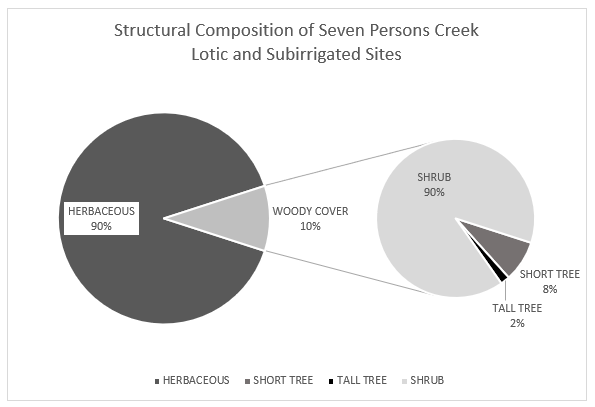 Structural Composition of Seven Persons Creek
Lotic and Subirrigated Sites
HERBACEOUS
90%
WOODY COVER
10%
SHRUB
90%
SHORT TREE
8%
TALL TREE
2%
HERBACEOUS SHORT TREE TALL TREE SHRUB